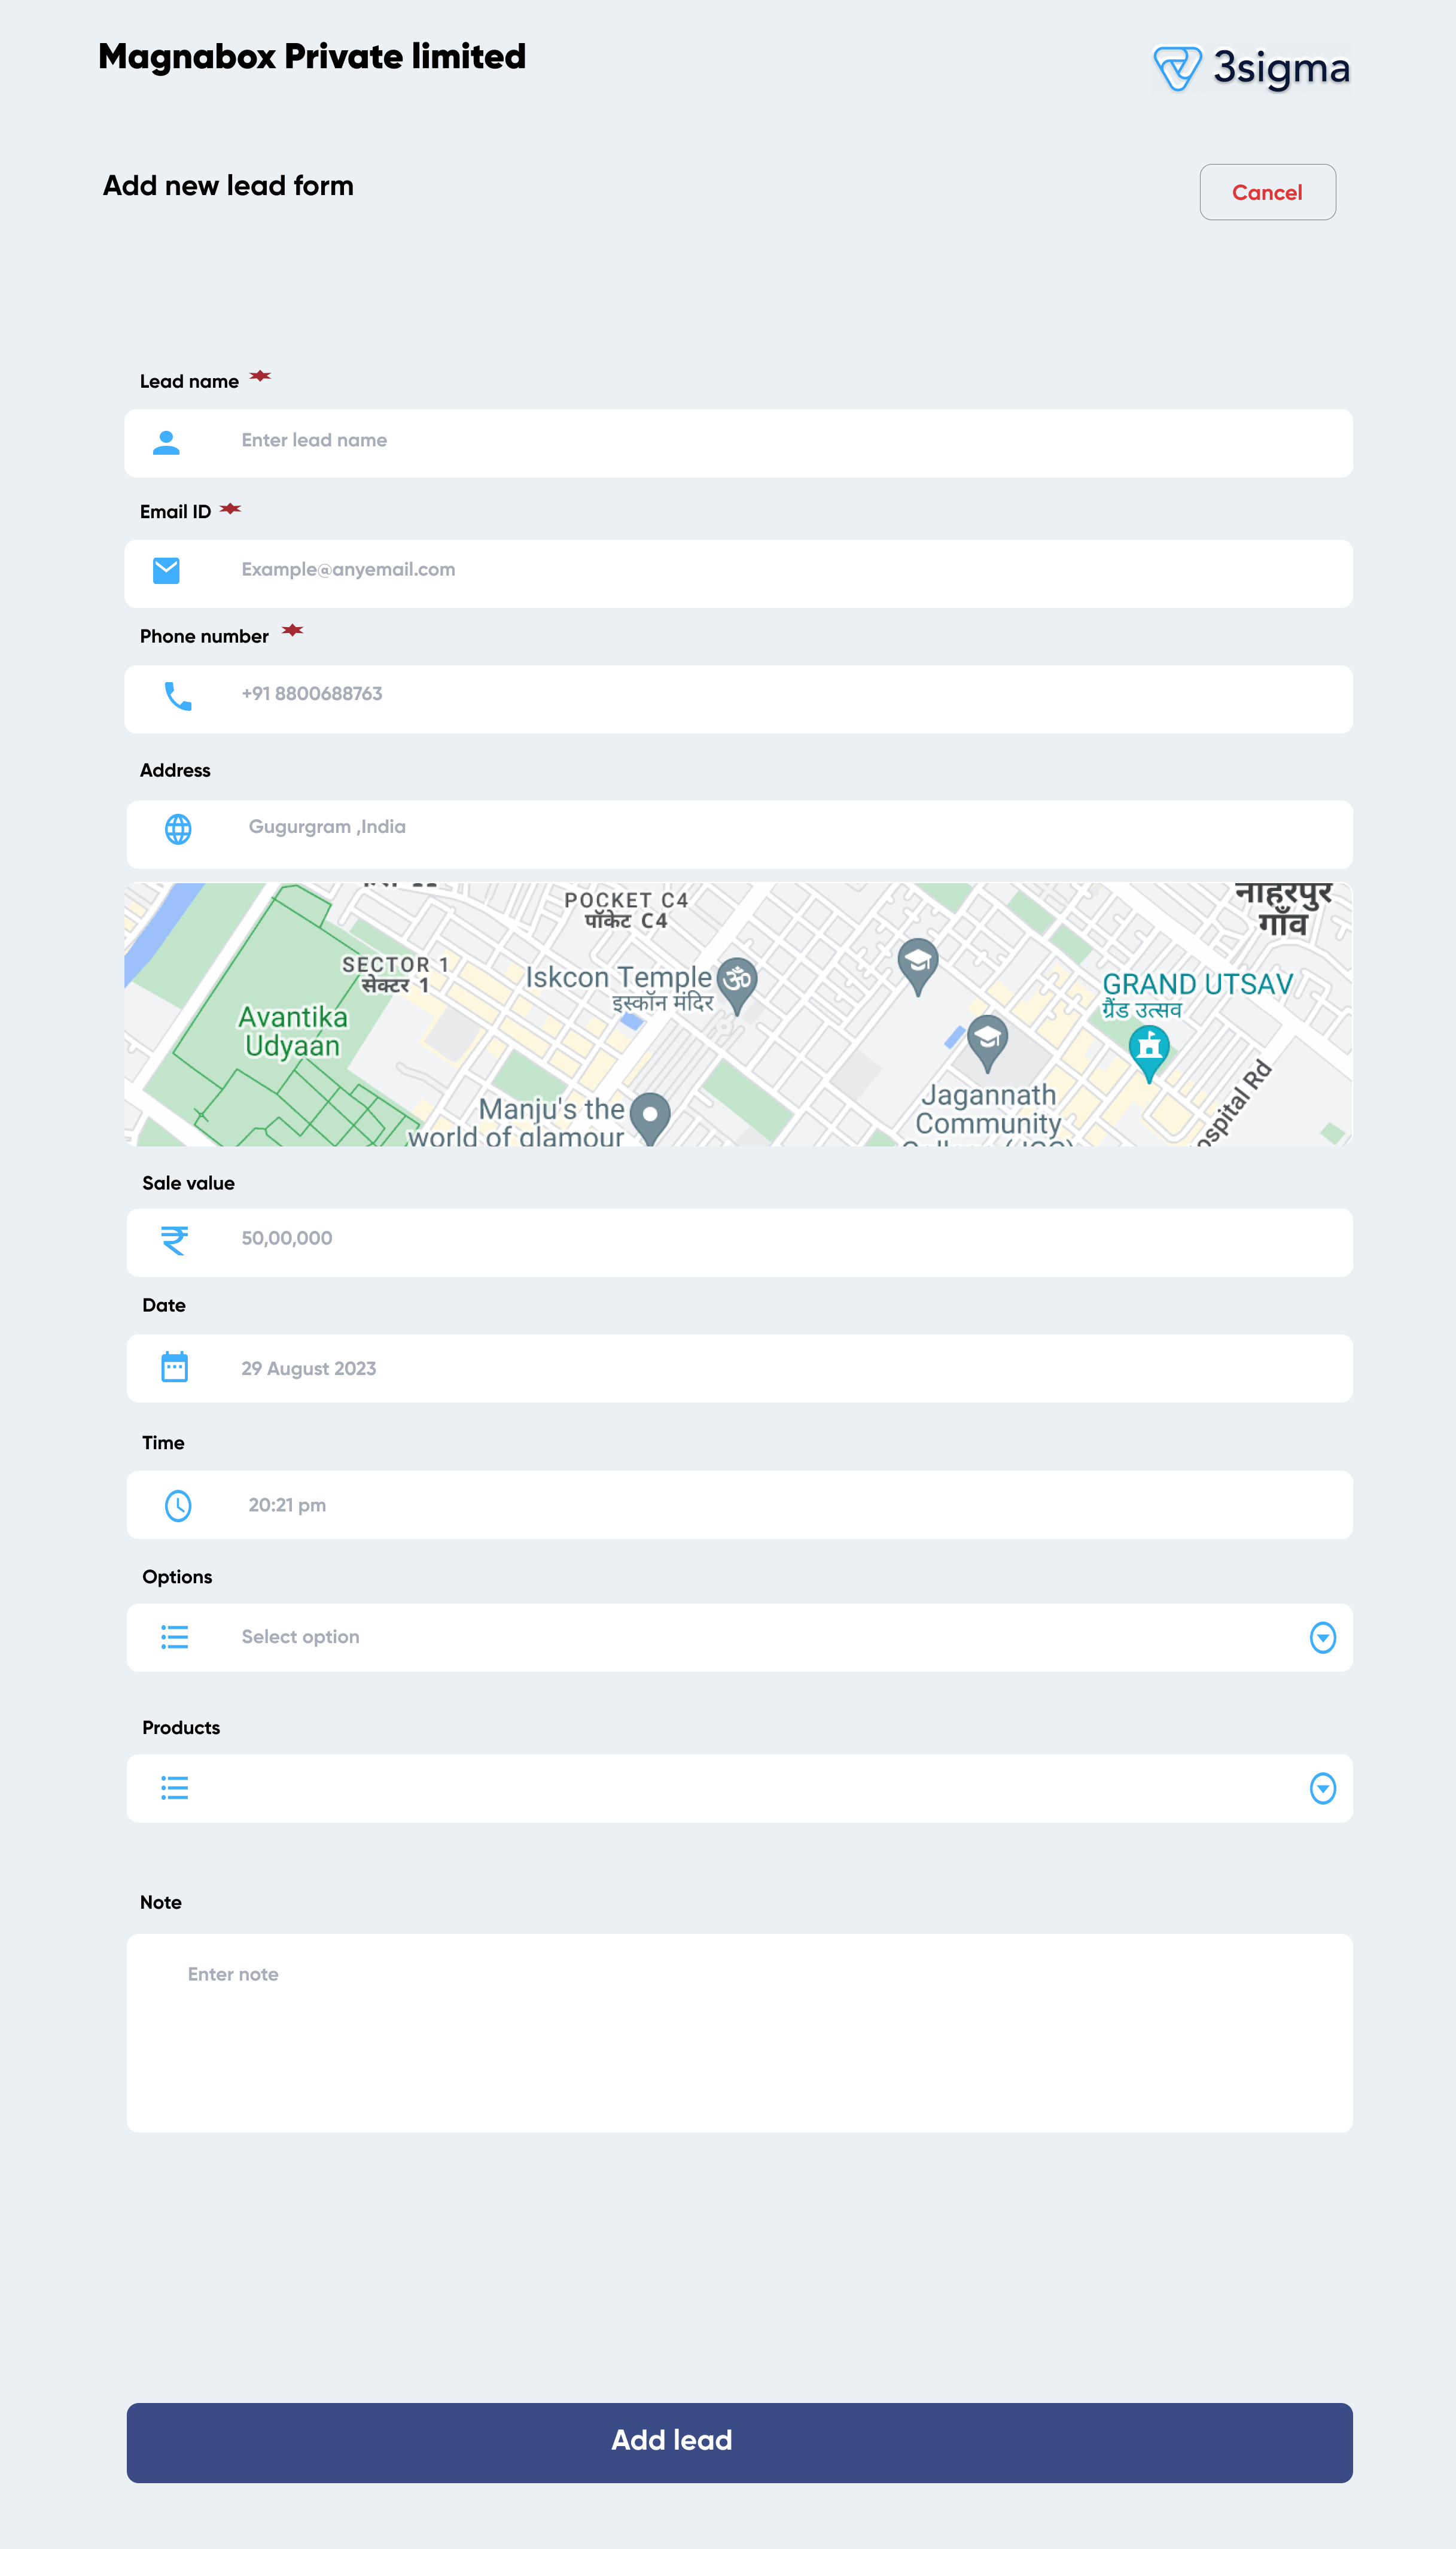 Magnabox Private limited
3sigma
Add new lead form
Cancel
Lead name
Enter lead name
Email ID
Example@anyemail.com
Phone number
+91 8800688763
Address
Gugurgram ,India
POCKET C4
पॉकेट C4
नाहरपुर
गाँव
SECTOR 1
सेक्टर 1
Iskcon Temple
इस्कॉन मंदिर
GRAND UTSAV
ग्रैंड उत्सव
Avantika
Udyaan
Manju's the
world of glamour
Jagannath
Community
ospital Rd
Sale value
₹ 50,00,000
Date
29 August 2023
Time
20:21 pm
Options
Select option
Products
Note
Enter note
Add lead